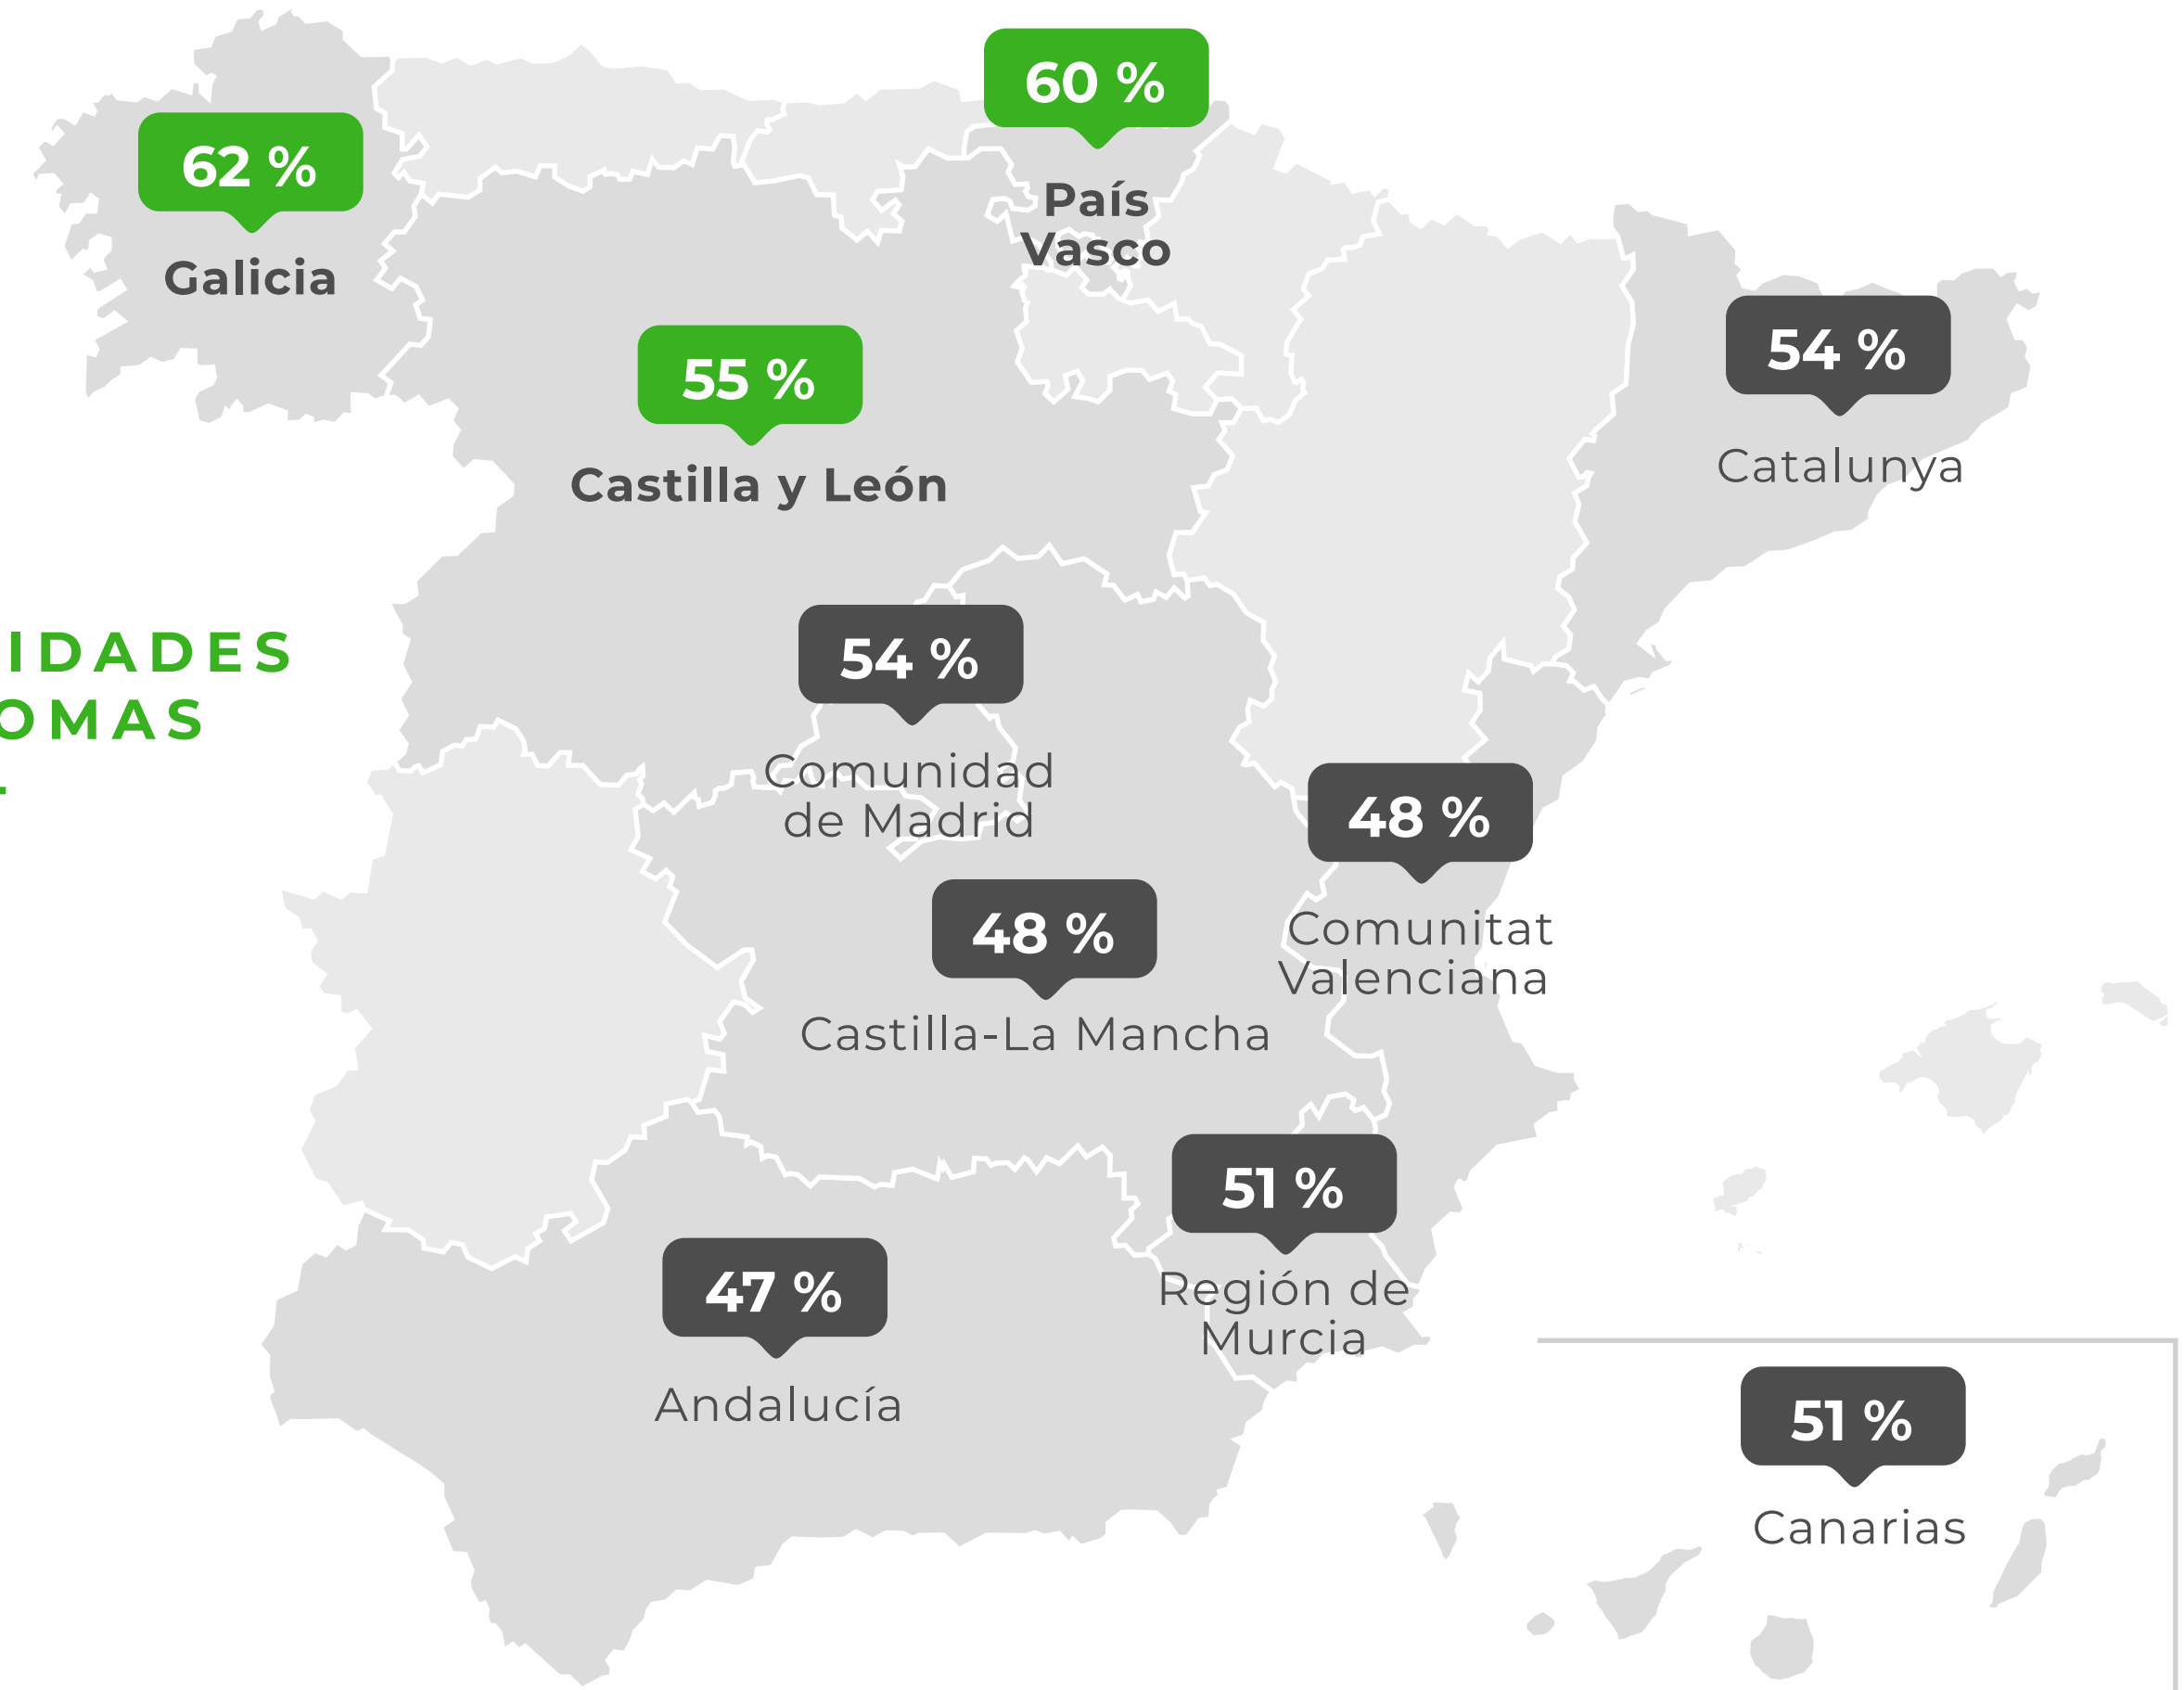 60 %
País
Vasco
62 %
Galicia
54 %
Catalunya
55 %
Castilla y León
IDADES
OMAS
54 %
Comunidad
de Madrid
48 %
Comunitat
Valenciana
48 %
Castilla-La Mancha
51 %
Región de
Murcia
47 %
Andalucía
51 %
Canarias